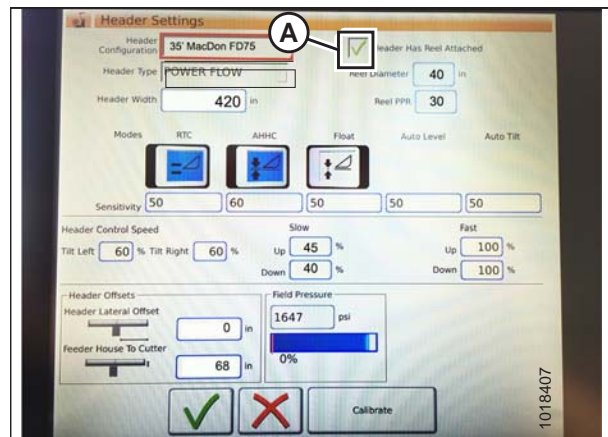 Header Settings
A
Header Configuration
35' MacDon FD75
Header Has Reel Attached
Header Type
POWER FLOW
Reel Diameter 40 in
Header Width 420 in
Reel PPR 30
Modes RTC AHHC Float Auto Level Auto Tilt
Sensitivity 50 60 50 50 50
Header Control Speed
Slow
Fast
Tilt Left 60 % Tilt Right 60 %
Up 45 %
Up 100 %
Down 40 %
Down 100 %
Header Offsets
Field Pressure
Header Lateral Offset
0 in
1647 psi
Feeder House To Cutter
68 in
0%
Calibrate
1018407